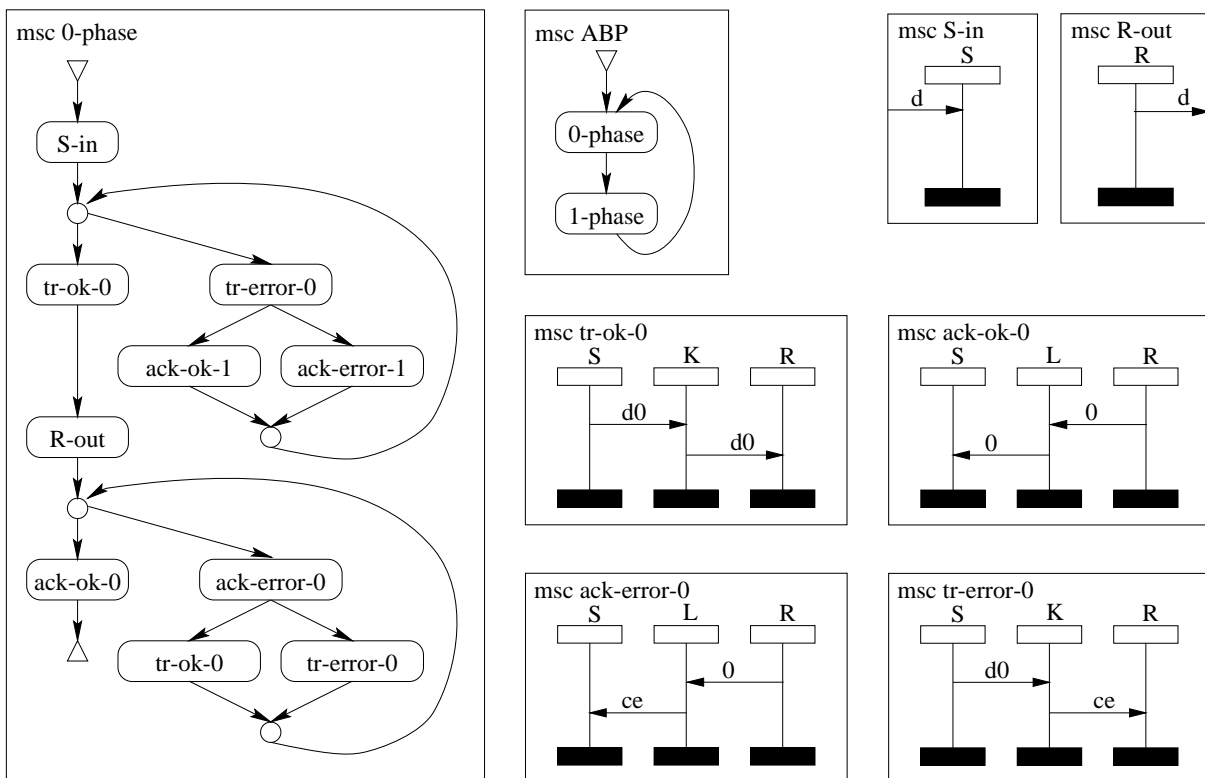 msc 0-phase
S-in
tr-ok-0
tr-error-0
ack-ok-1
ack-error-1
R-out
ack-ok-0
ack-error-0
tr-ok-0
tr-error-0
msc ABP
0-phase
1-phase
msc S-in
S
d
msc R-out
R
d
msc tr-ok-0
S K R
d0
d0
msc ack-ok-0
S L R
0
0
msc ack-error-0
S L R
0
ce
msc tr-error-0
S K R
d0
ce